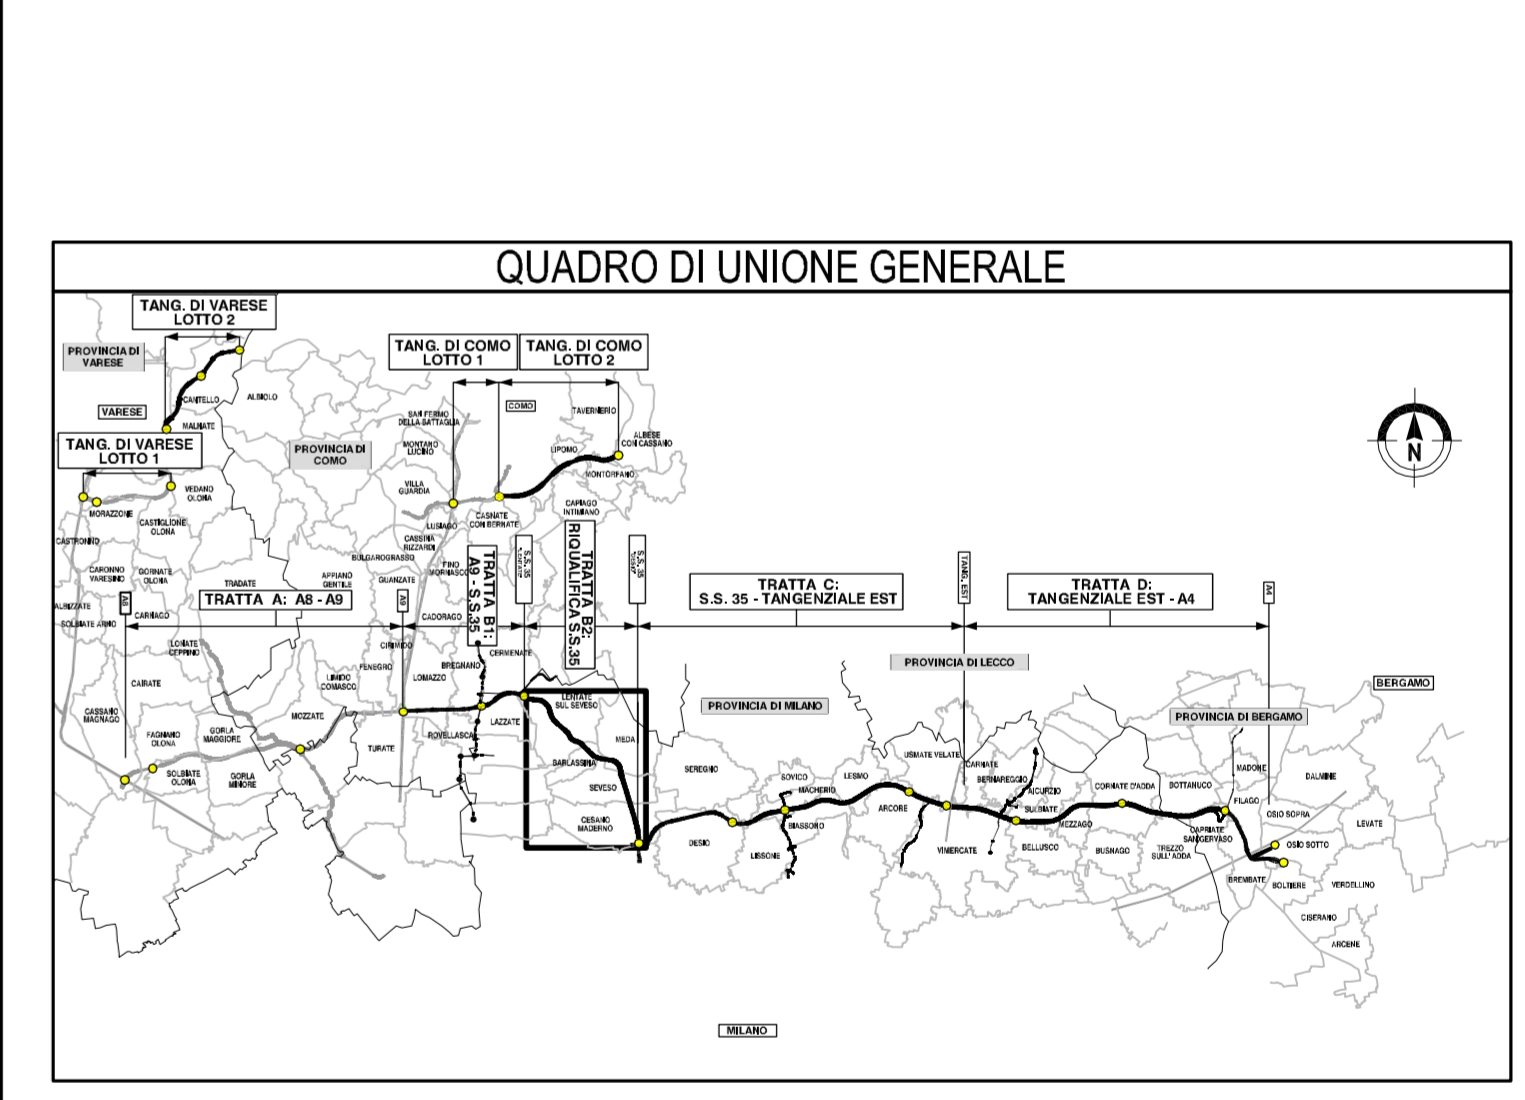 QUADRO DI UNIONE GENERALE
TANG. DI VARESE
LOTTO 2
PROVINCIA DI
VARESE
CANTELLO
ALBIOLO
VARESE
MALNATE
TANG. DI VARESE
LOTTO 1
VEDANO
OLONA
MORAZZONE
CASTIGLIONE
OLONA
CASTRONNO
CARONNO
VARESINO
GORNATE
OLONA
TRADATE
ALBIZZATE
SOLBIATE ARNO
CARNAGO
A8
TRATTA A: A8 - A9
A9
LONATE
CEPPINO
CAIRATE
CASSANO
MAGNAGO
FAGNANO
OLONA
GORLA
MAGGIORE
SOLBIATE
OLONA
GORLA
MINORE
MOZZATE
LIMIDO
COMASCO
FENEGRO
CIRIMIDO
TURATE
PROVINCIA DI
COMO
TANG. DI COMO
LOTTO 1
TANG. DI COMO
LOTTO 2
SAN FERMO
DELLA BATTAGLIA
COMO
TAVERNERIO
ALBESE
CON CASSANO
MONTANO
LUCINO
LIPOMO
MONTORFANO
VILLA
GUARDIA
CAPIAGO
INTIMIANO
CASNATE
CON BERNATE
LUISAGO
CASSINA
RIZZARDI
BULGAROGRASSO
FINO
MORNASCO
APPIANO
GENTILE
GUANZATE
CADORAGO
TRATTA B1:
A9 - S.S.35
S.S. 35
TRATTA B2:
RIQUALIFICA S.S.35
S.S. 35
CERMENATE
BREGNANO
LOMAZZO
LAZZATE
ROVELLASCA
LENTATE
SUL SEVESO
MEDA
BARLASSINA
SEVESO
CESANO
MADERNO
TRATTA C:
S.S. 35 - TANGENZIALE EST
TANG. EST
TRATTA D:
TANGENZIALE EST - A4
A4
N
PROVINCIA DI LECCO
PROVINCIA DI MILANO
BERGAMO
PROVINCIA DI BERGAMO
SEREGNO
DESIO
LISSONE
SOVICO
MACHERIO
BIASSONO
LESMO
ARCORE
USMATE VELATE
CARNATE
BERNAREGGIO
AICURZIO
SULBIATE
MEZZAGO
VIMERCATE
BELLUSCO
CORNATE D'ADDA
BUSNAGO
BOTTANUCO
TREZZO
SULL'ADDA
CAPRIATE
SAN GERVASO
MADONE
FILAGO
DALMINE
OSIO SOPRA
LEVATE
OSIO SOTTO
BREMBATE
BOLTIERE
VERDELLINO
CISERANO
ARCENE
MILANO